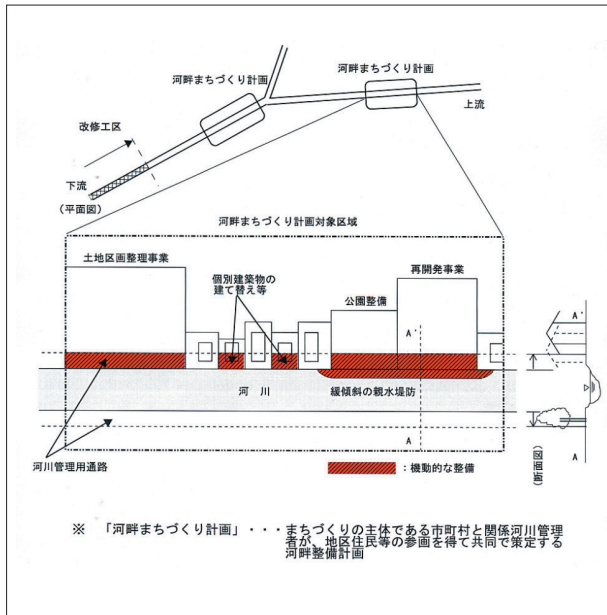 河畔まちづくり計画
河畔まちづくり計画
上流
改修工区
下流
(平面図)
河畔まちづくり計画対象区域
土地区画整理事業
個別建築物の
建て替え等
再開発事業
公園整備
A'
A'
河 川
緩傾斜の親水堤防
A
A
(断面図)
河川管理用通路
:機動的な整備
※ 「河畔まちづくり計画」・・・まちづくりの主体である市町村と関係河川管理
者が、地区住民等の参画を得て共同で策定する
河畔整備計画